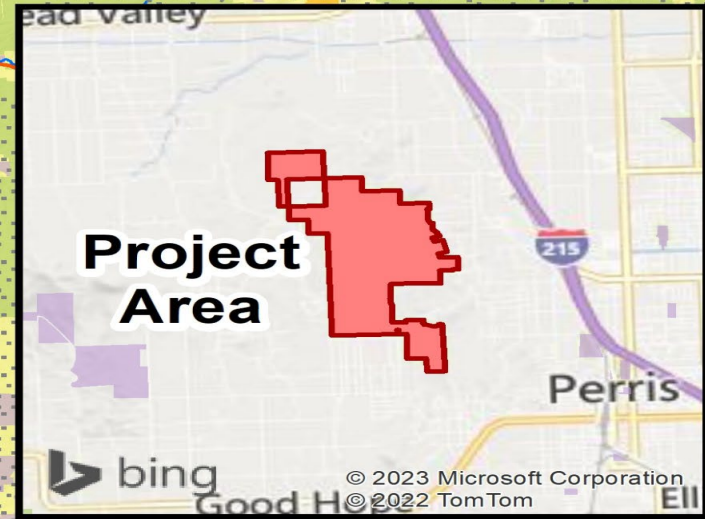 ead Valley
Project
Area
215
Perris
bing
© 2023 Microsoft Corporation
Good Hope
© 2022 TomTom
Ell